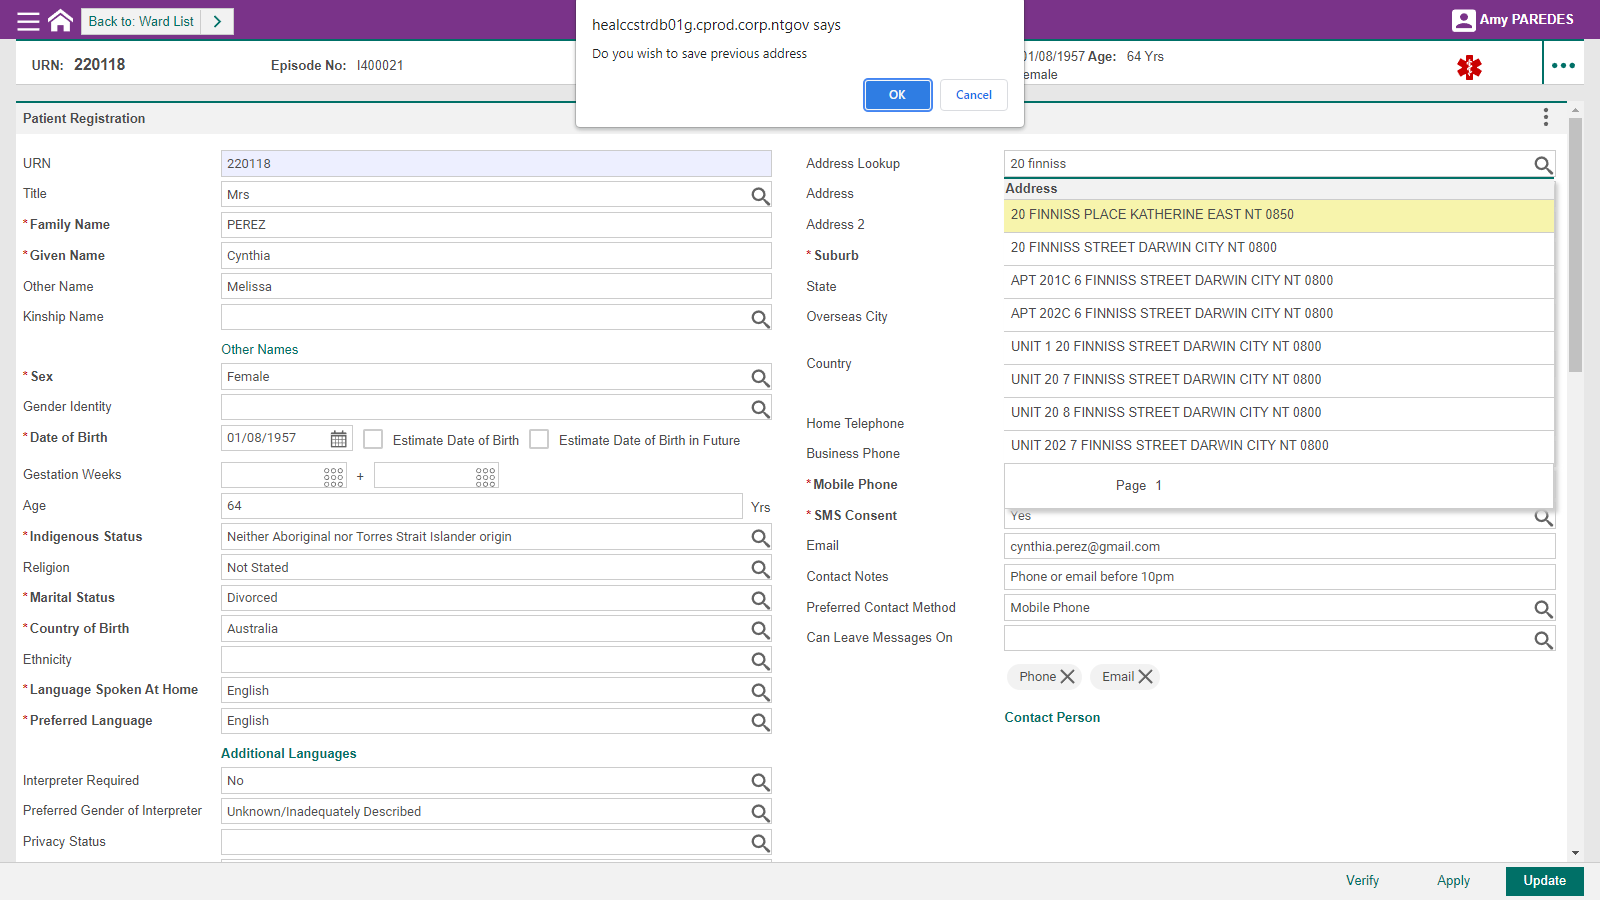 Back to: Ward List
healccstrdb01g.cprod.corp.ntgov says
Do you wish to save previous address
OK
Cancel
Amy PAREDES
URN: 220118
Episode No: I400021
01/08/1957 Age: 64 Yrs
emale
Patient Registration
URN
220118
Title
Mrs
*Family Name
PEREZ
*Given Name
Cynthia
Other Name
Melissa
Kinship Name
Other Names
*Sex
Female
Gender Identity
*Date of Birth
01/08/1957
Estimate Date of Birth
Estimate Date of Birth in Future
Gestation Weeks
+
Age
64
Yrs
*Indigenous Status
Neither Aboriginal nor Torres Strait Islander origin
Religion
Not Stated
*Marital Status
Divorced
*Country of Birth
Australia
Ethnicity
*Language Spoken At Home
English
*Preferred Language
English
Additional Languages
Interpreter Required
No
Preferred Gender of Interpreter
Unknown/Inadequately Described
Privacy Status
Address Lookup
20 finniss
Address
Address 2
*Suburb
State
Overseas City
Country
Home Telephone
Business Phone
*Mobile Phone
Address
20 FINNISS PLACE KATHERINE EAST NT 0850
20 FINNISS STREET DARWIN CITY NT 0800
APT 201C 6 FINNISS STREET DARWIN CITY NT 0800
APT 202C 6 FINNISS STREET DARWIN CITY NT 0800
UNIT 1 20 FINNISS STREET DARWIN CITY NT 0800
UNIT 20 7 FINNISS STREET DARWIN CITY NT 0800
UNIT 20 8 FINNISS STREET DARWIN CITY NT 0800
UNIT 202 7 FINNISS STREET DARWIN CITY NT 0800
Page 1
*SMS Consent
Yes
Email
cynthia.perez@gmail.com
Contact Notes
Phone or email before 10pm
Preferred Contact Method
Mobile Phone
Can Leave Messages On
Phone
Email
Contact Person
Verify
Apply
Update